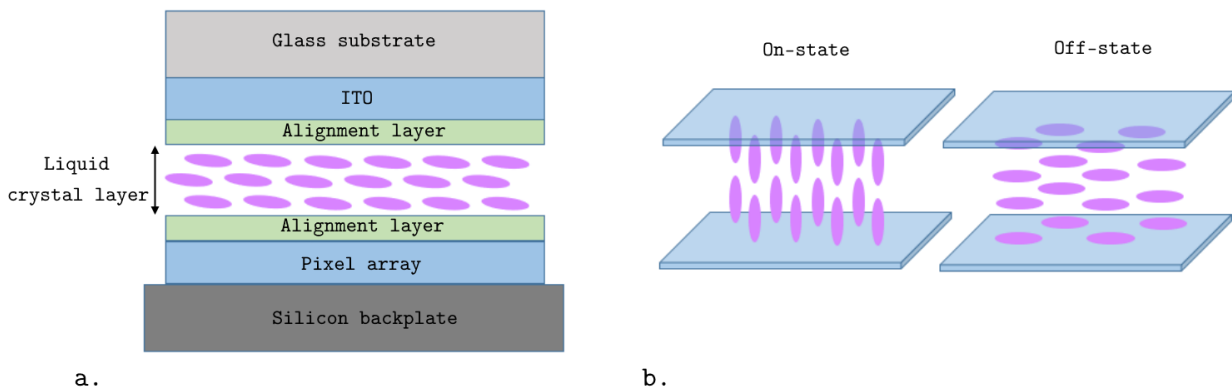 Glass substrate
ITO
Alignment layer
Liquid
crystal layer
Alignment layer
Pixel array
Silicon backplate
a.
On-state
Off-state
b.